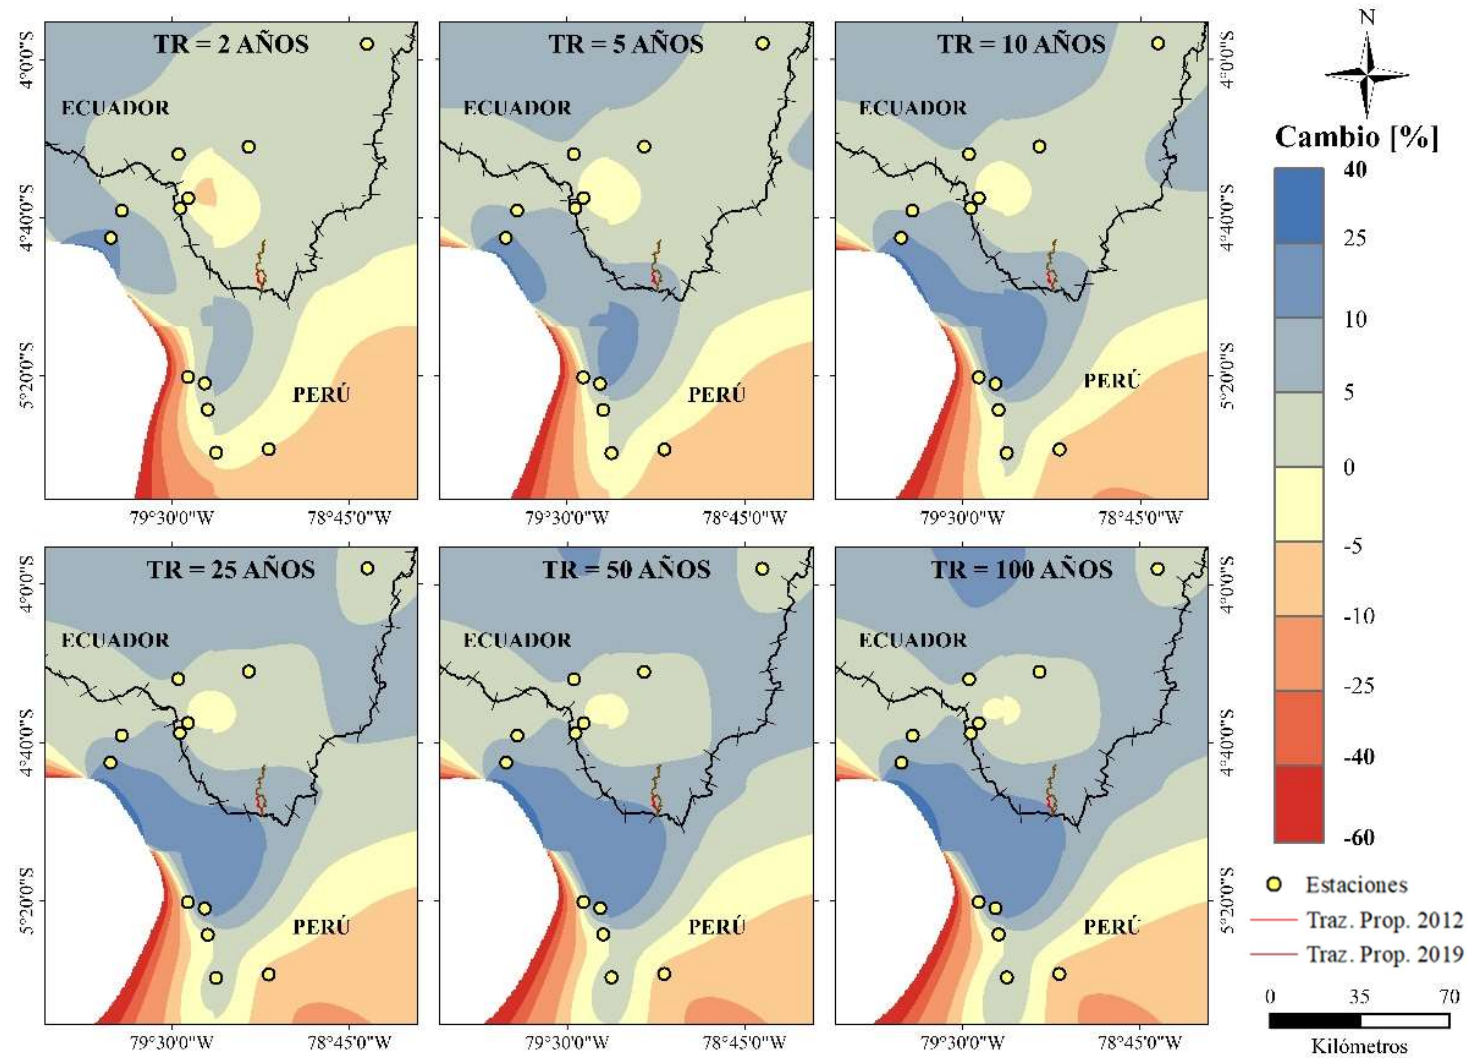 TR = 2 AÑOS
ECUADOR
PERÚ
4°0'0"S
4°40'0"S
5°20'0"S
79°30'0"W
78°45'0"W
TR = 5 AÑOS
ECUADOR
PERÚ
79°30'0"W
78°45'0"W
TR = 10 AÑOS
ECUADOR
PERÚ
4°0'0"S
4°40'0"S
5°20'0"S
79°30'0"W
78°45'0"W
TR = 25 AÑOS
ECUADOR
PERÚ
4°0'0"S
4°40'0"S
5°20'0"S
79°30'0"W
78°45'0"W
TR = 50 AÑOS
ECUADOR
PERÚ
79°30'0"W
78°45'0"W
TR = 100 AÑOS
ECUADOR
PERÚ
4°0'0"S
4°40'0"S
5°20'0"S
79°30'0"W
78°45'0"W
N
Cambio [%]
40
25
10
5
0
-5
-10
-25
-40
-60
Estaciones
Traz. Prop. 2012
Traz. Prop. 2019
0 35 70
Kilómetros